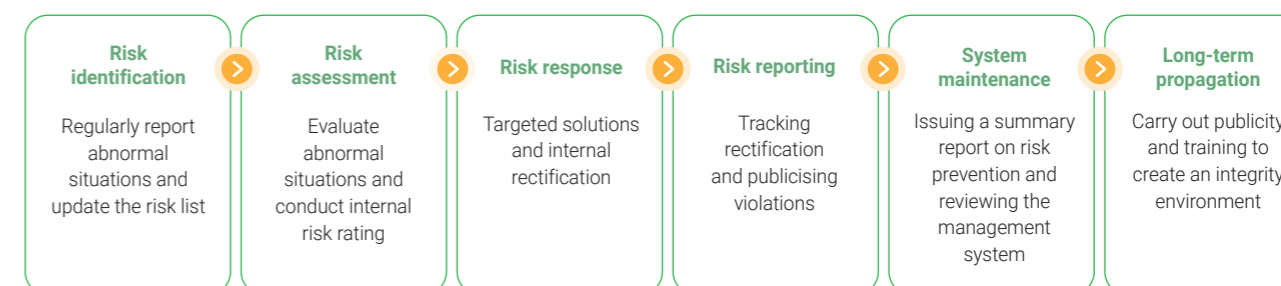 Risk
identification
Regularly report
abnormal
situations and
update the risk list
Risk
assessment
Evaluate
abnormal
situations and
conduct internal
risk rating
Risk response
Targeted solutions
and internal
rectification
Risk reporting
Tracking
rectification
and publicising
violations
System
maintenance
Issuing a summary
report on risk
prevention and
reviewing the
management
system
Long-term
propagation
Carry out publicity
and training to
create an integrity
environment